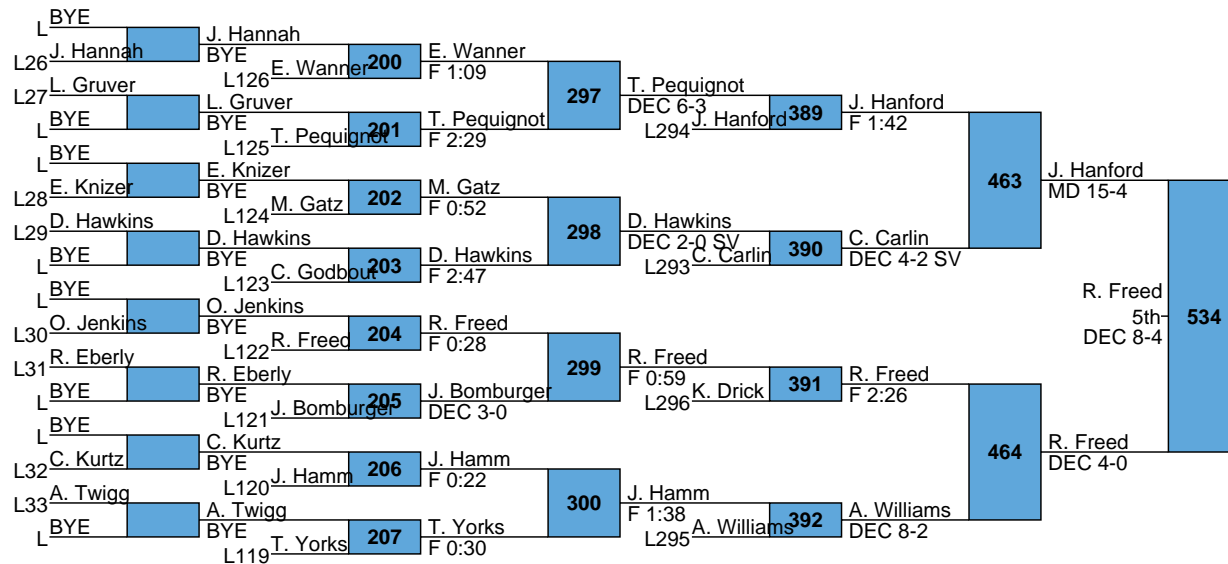 BYE
L
J. Hannah
L26
L. Gruver
L27
BYE
L
BYE
L
E. Knizer
L28
D. Hawkins
L29
BYE
L
BYE
L
O. Jenkins
L30
R. Eberly
L31
BYE
L
BYE
L
C. Kurtz
L32
A. Twigg
L33
BYE
L
J. Hannah
BYE
E. Wanner
L126
L. Gruver
BYE
T. Pequignot
L125
E. Knizer
BYE
M. Gatz
L124
D. Hawkins
BYE
C. Godbout
L123
O. Jenkins
BYE
R. Freed
L122
R. Eberly
BYE
J. Bomburger
L121
C. Kurtz
BYE
J. Hamm
L120
A. Twigg
BYE
T. Yorks
L119
200
201
202
203
204
205
206
207
E. Wanner
F 1:09
T. Pequignot
F 2:29
M. Gatz
F 0:52
D. Hawkins
F 2:47
R. Freed
F 0:28
J. Bomburger
DEC 3-0
J. Hamm
F 0:22
T. Yorks
F 0:30
297
298
299
300
T. Pequignot
DEC 6-3
J. Hanford
L294
D. Hawkins
DEC 2-0 SV
C. Carlin
L293
R. Freed
F 0:59
K. Drick
L296
J. Hamm
F 1:38
A. Williams
L295
389
390
391
392
J. Hanford
F 1:42
C. Carlin
DEC 4-2 SV
R. Freed
F 2:26
A. Williams
DEC 8-2
463
464
J. Hanford
MD 15-4
R. Freed
DEC 4-0
534
R. Freed
5th
DEC 8-4